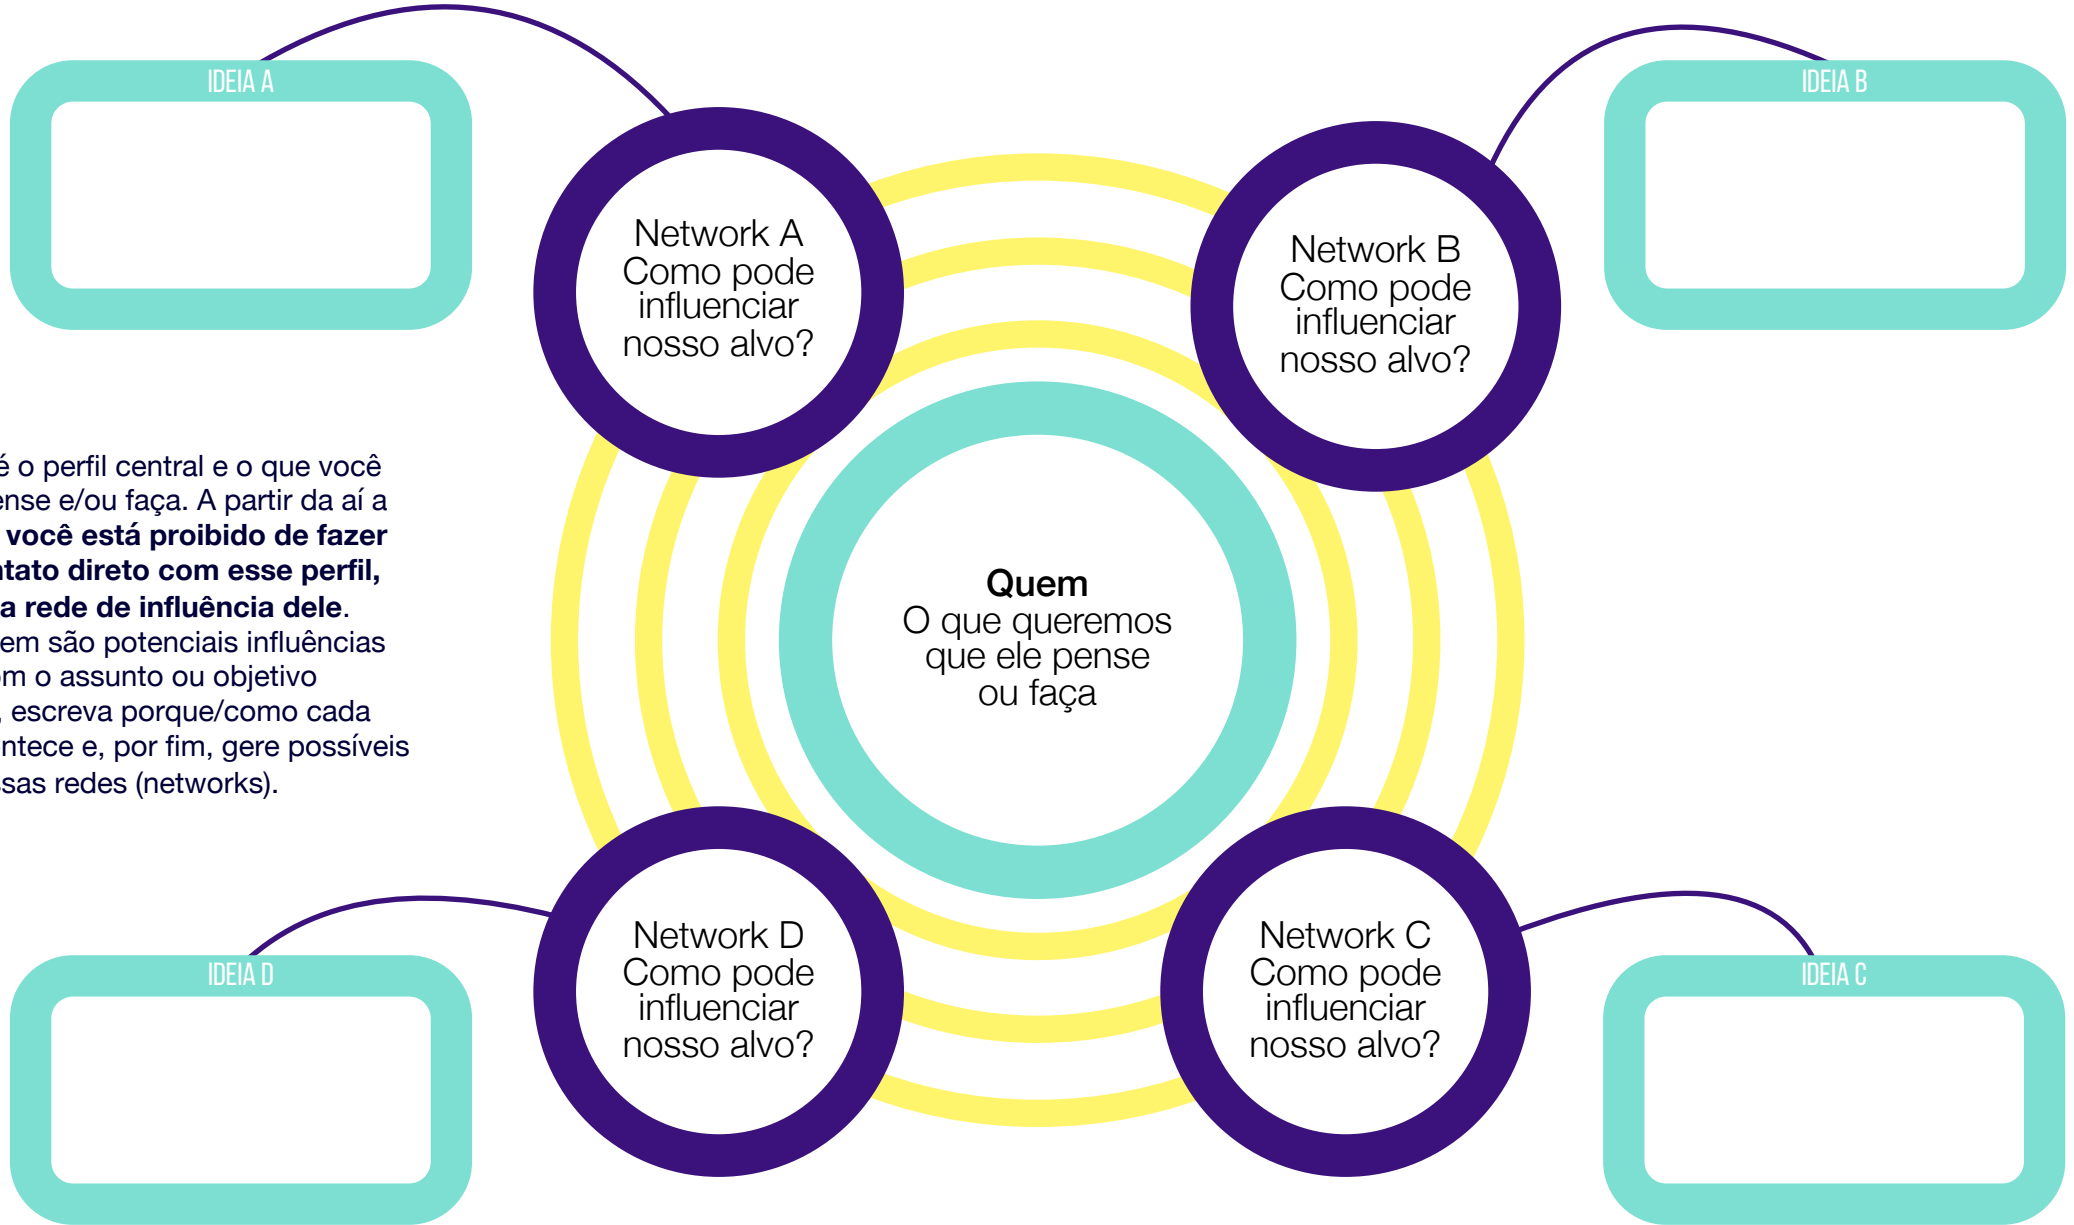 IDEIA A
IDEIA B
Network A
Como pode
influenciar
nosso alvo?
Network B
Como pode
influenciar
nosso alvo?
é o perfil central e o que você
ense e/ou faça. A partir da aí a
você está proibido de fazer
ntato direto com esse perfil,
a rede de influência dele.
em são potenciais influências
om o assunto ou objetivo
, escreva porque/como cada
ntece e, por fim, gere possíveis
ssas redes (networks).
Quem
O que queremos
que ele pense
ou faça
Network D
Como pode
influenciar
nosso alvo?
Network C
Como pode
influenciar
nosso alvo?
IDEIA D
IDEIA C